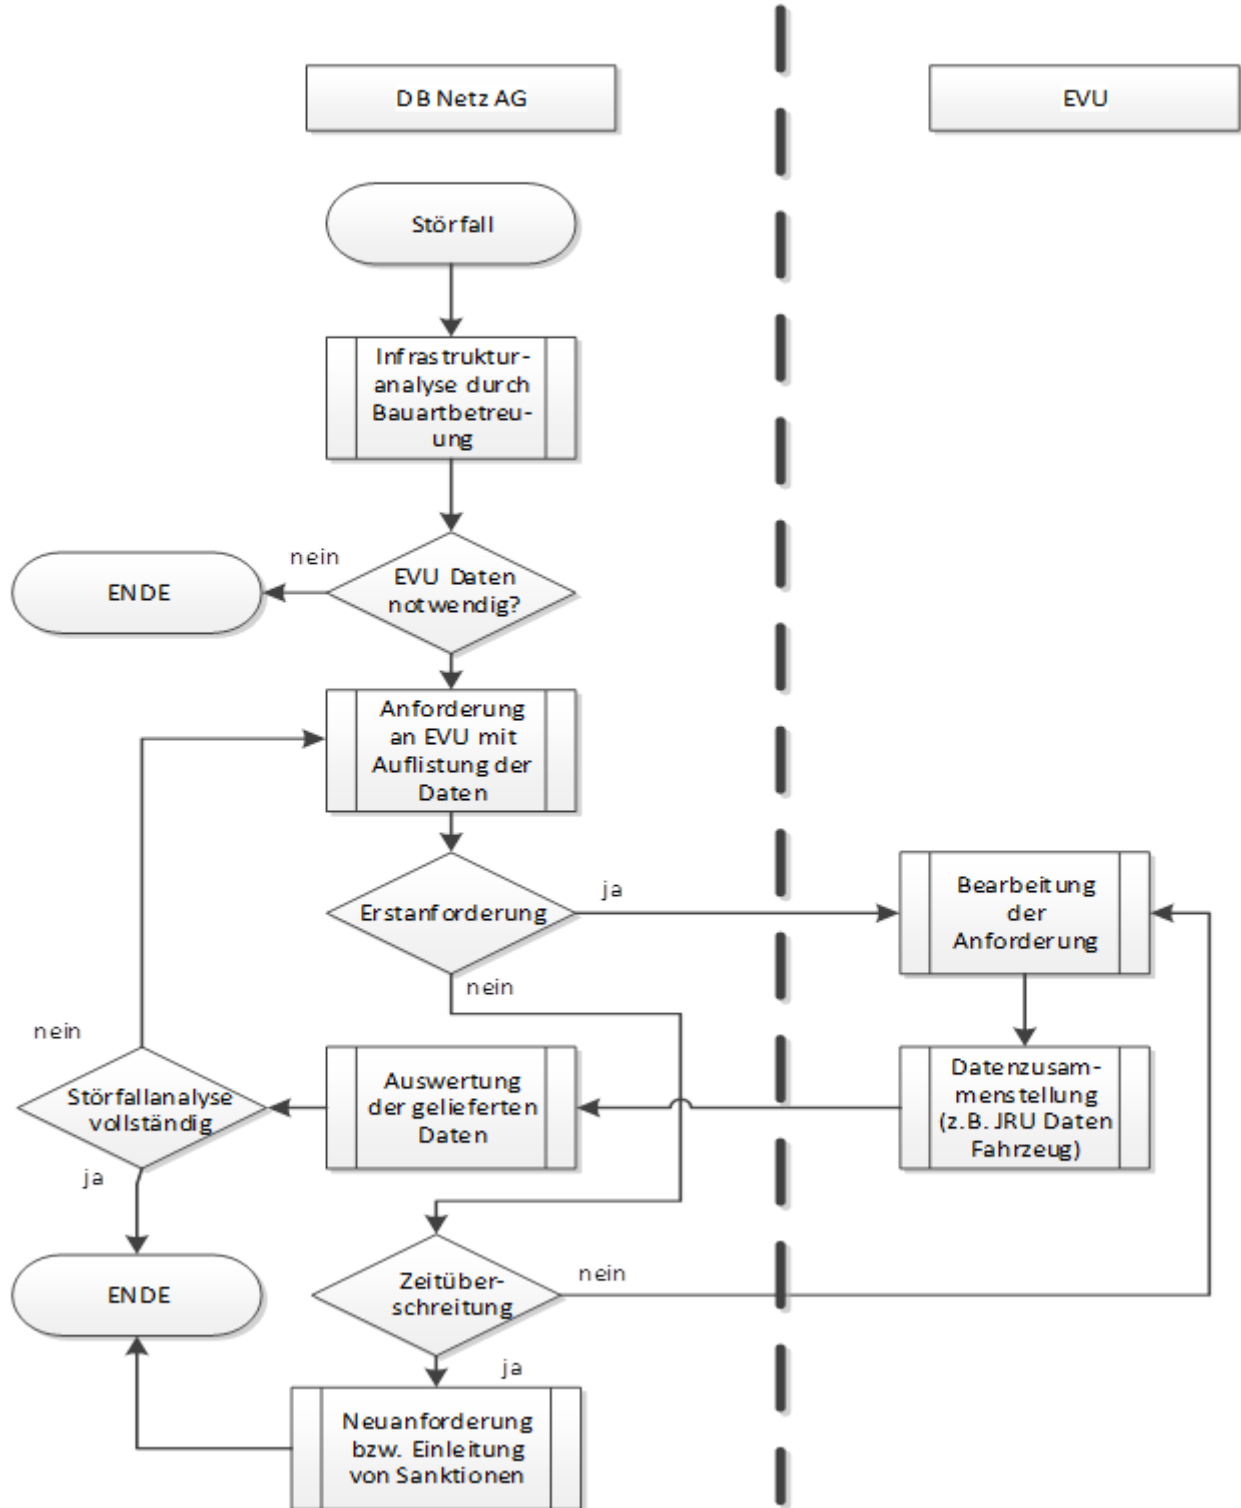 DB Netz AG
EVU
Störfall
Infrastruktur-
analyse durch
Bauartbetreu-
ung
nein
EVU Daten
notwendig?
ENDE
Anforderung
an EVU mit
Auflistung der
Daten
Erstanforderung
ja
Bearbeitung
der
Anforderung
nein
nein
Störfallanalyse
vollständig
Auswertung
der gelieferten
Daten
Datenzusam-
menstellung
(z.B. JRU Daten
Fahrzeug)
ja
ENDE
Zeitüber-
schreitung
nein
ja
Neuanforderung
bzw. Einleitung
von Sanktionen